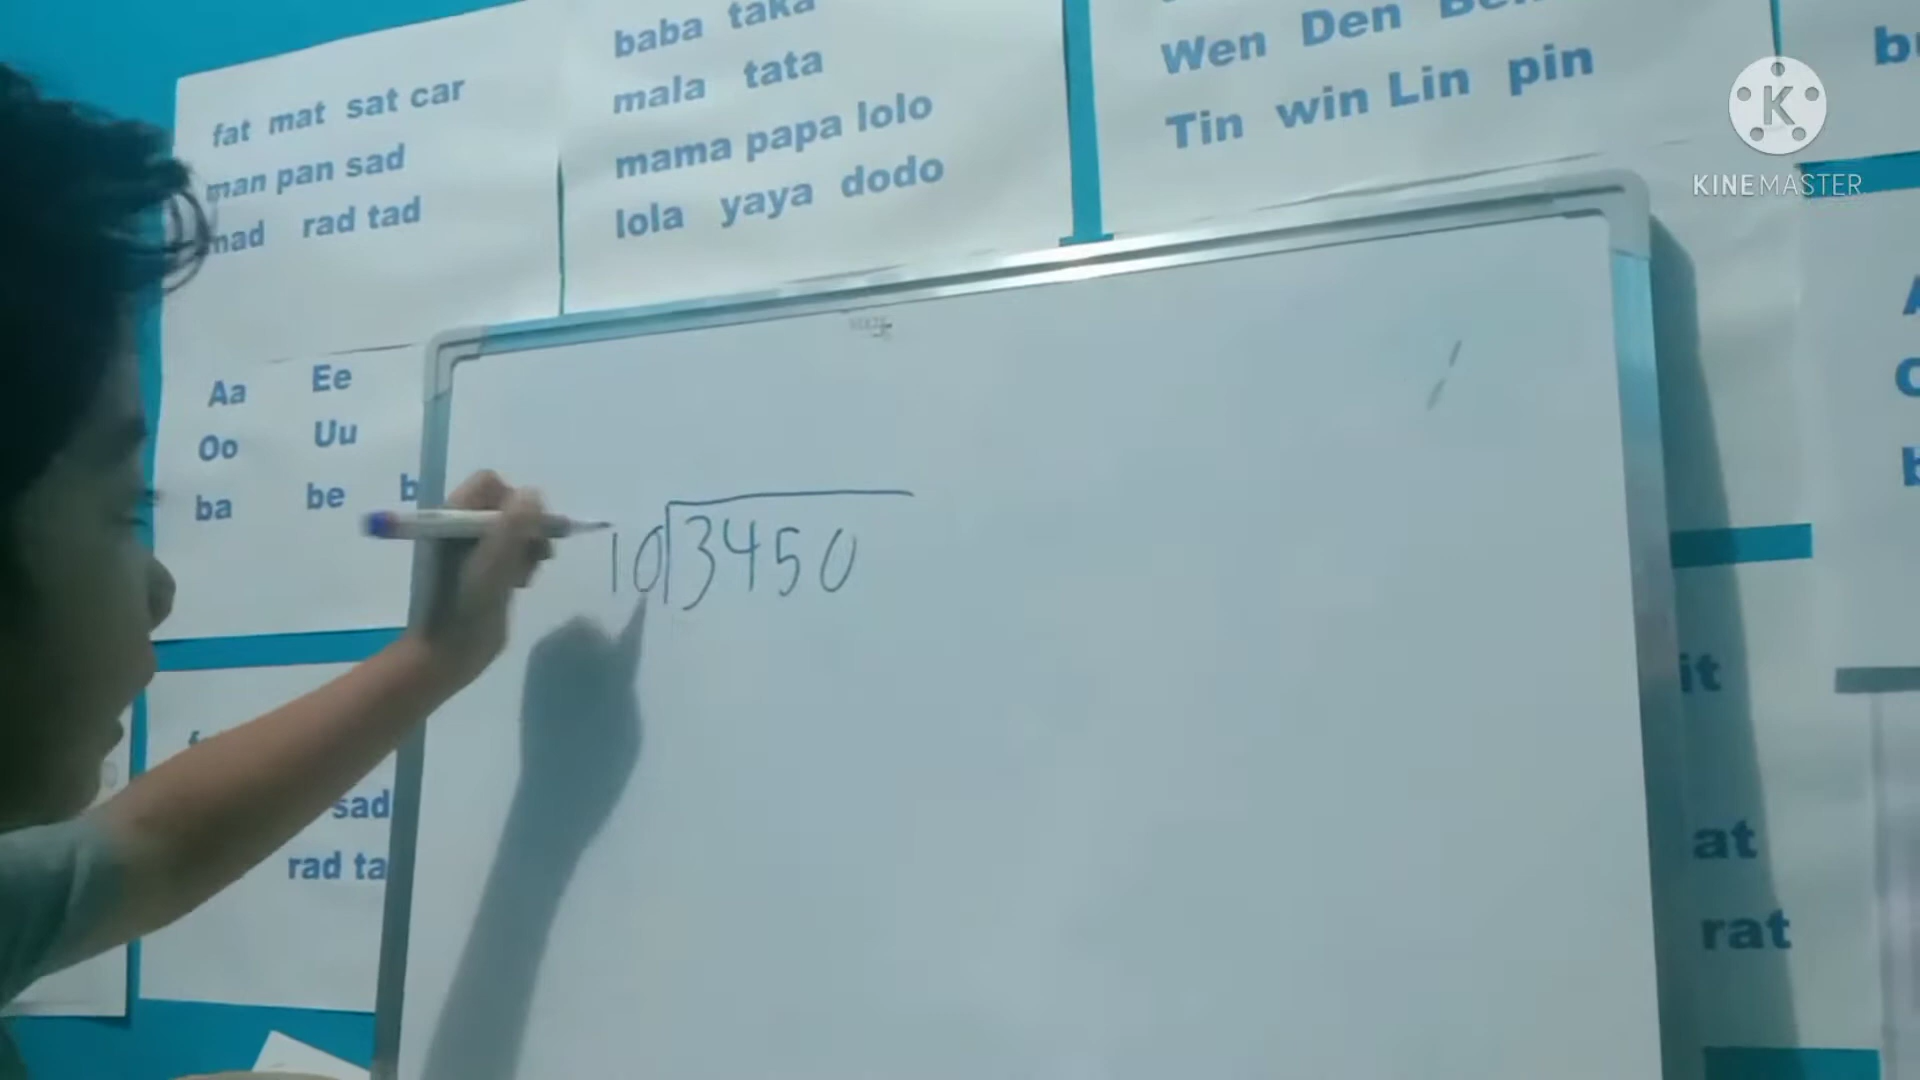 fat mat sat car
man pan sad
mad rad tad
baba taka
mala tata
mama papa lolo
lola yaya dodo
Wen Den
Tin win Lin pin
KINEMASTER
Aa Ee
Oo Uu
ba be b
10 3450
sad
rad ta
it
at
rat